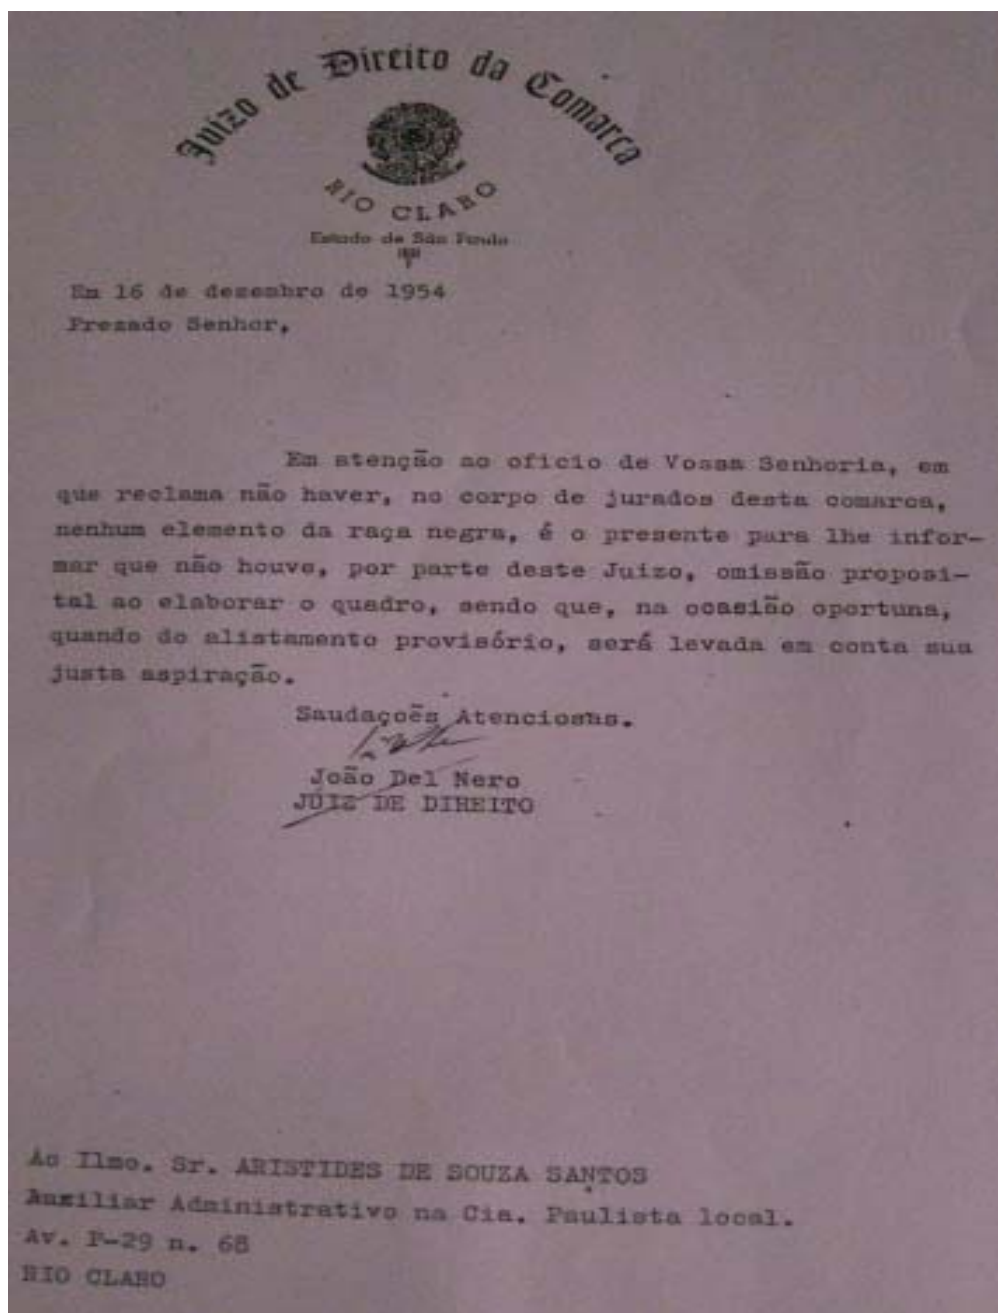 Juizo de Direito da Comarca
RIO CLARO
Estado de São Paulo
Em 16 de dezembro de 1954
Prezado Senhor,
Em atenção ao oficio de Vossa Senhoria, em
que reclama não haver, no corpo de jurados desta comarca,
nenhum elemento da raça negra, é o presente para lhe infor-
mar que não houve, por parte deste Juizo, omissão proposi-
tal ao elaborar o quadro, sendo que, na ocasião oportuna,
quando do alistamento provisório, será levada em conta sua
justa aspiração.
Saudaçoẽs Atenciosas.
João Del Nero
JUIZ DE DIREITO
Ao Ilmo. Sr. ARISTIDES DE SOUZA SANTOS
Auxiliar Administrativo na Cia. Paulista local.
Av. P-29 n. 68
RIO CLARO